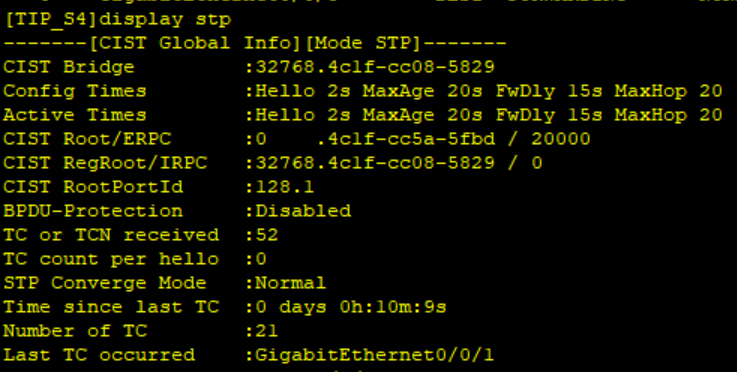 [TIP_S4]display stp
-------[CIST Global Info][Mode STP]-------
CIST Bridge         :32768.4c1f-cc08-5829
Config Times        :Hello 2s MaxAge 20s FwDly 15s MaxHop 20
Active Times        :Hello 2s MaxAge 20s FwDly 15s MaxHop 20
CIST Root/ERPC      :0    .4c1f-cc5a-5fbd / 20000
CIST RegRoot/IRPC   :32768.4c1f-cc08-5829 / 0
CIST RootPortId     :128.1
BPDU-Protection     :Disabled
TC or TCN received  :52
TC count per hello  :0
STP Converge Mode   :Normal
Time since last TC  :0 days 0h:10m:9s
Number of TC        :21
Last TC occurred    :GigabitEthernet0/0/1